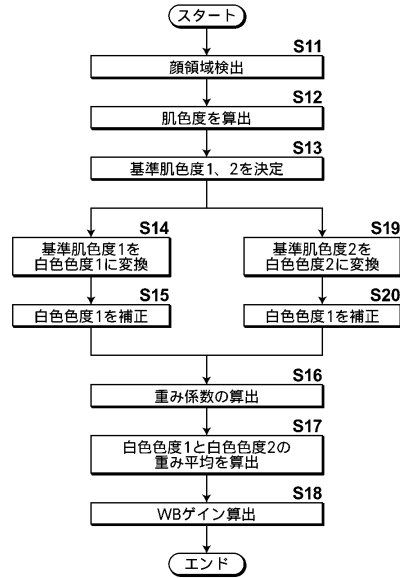 スタート
S11
顔領域検出
S12
肌色度を算出
S13
基準肌色度1、2を決定
S14
基準肌色度1を
白色色度1に変換
S19
基準肌色度2を
白色色度2に変換
S15
白色色度1を補正
S20
白色色度1を補正
S16
重み係数の算出
S17
白色色度1と白色色度2の
重み平均を算出
S18
WBゲイン算出
エンド